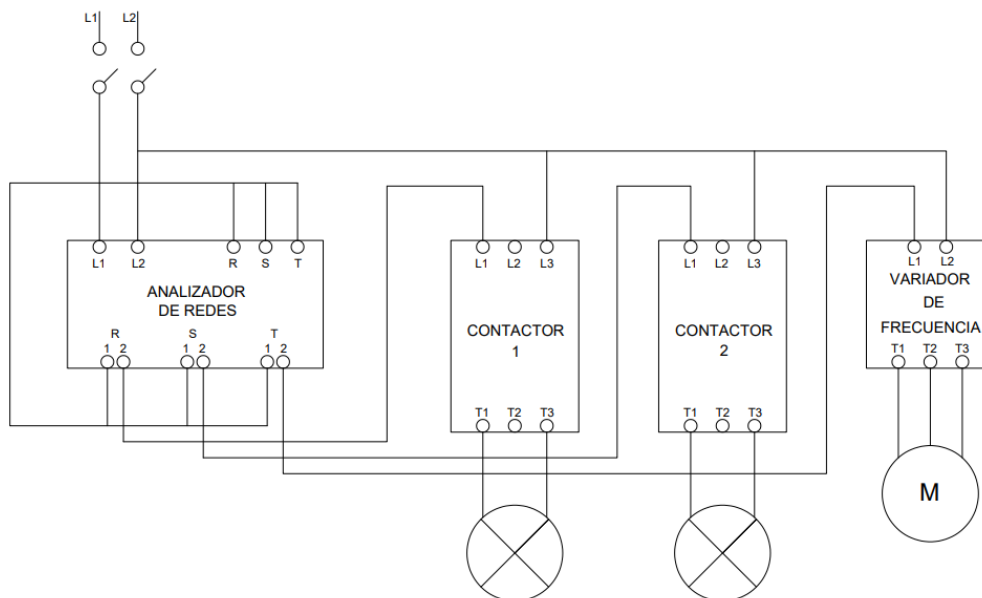 L1 L2
L1 L2 R S T
ANALIZADOR
DE REDES
R S T
1 2 1 2 1 2
L1 L2 L3
CONTACTOR
1
T1 T2 T3
L1 L2 L3
CONTACTOR
2
T1 T2 T3
L1 L2
VARIADOR
DE
FRECUENCIA
T1 T2 T3
M